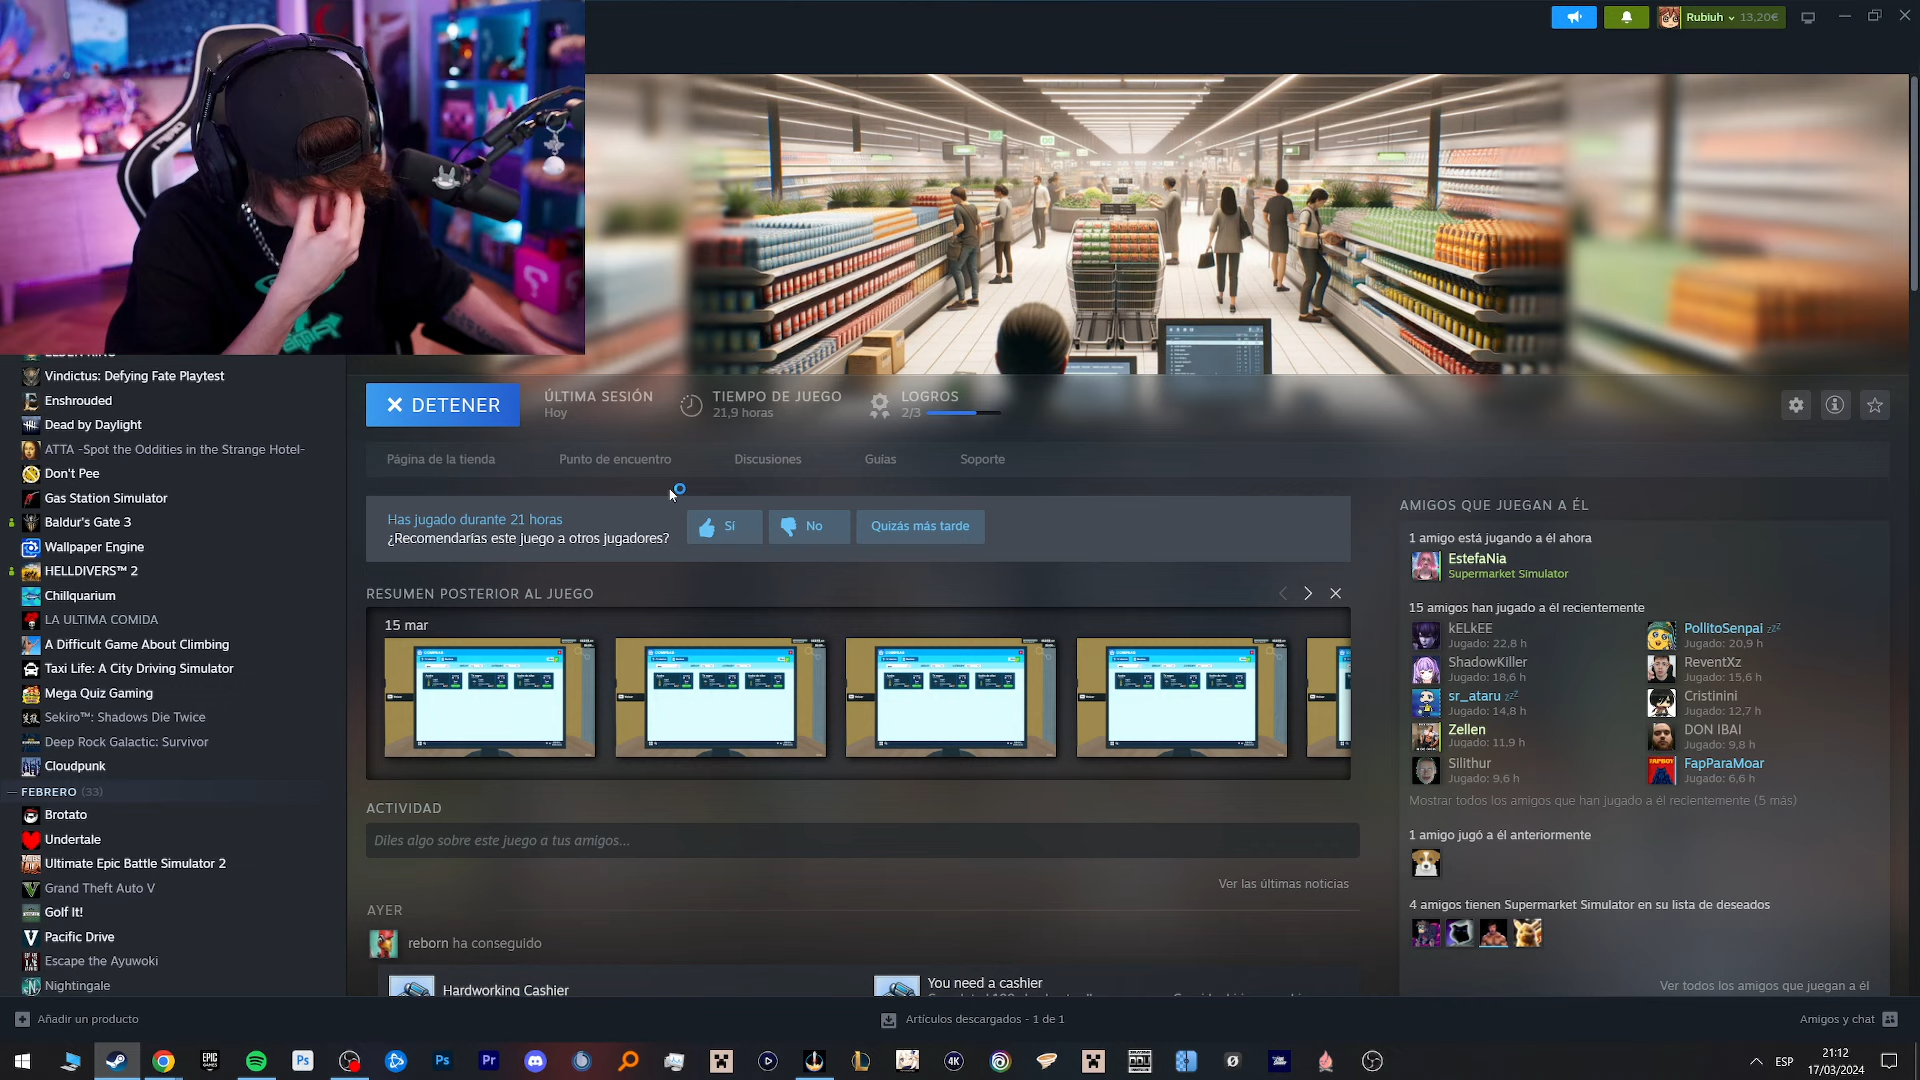 Rubiuh 13,20€
ELDEN RING
Vindictus: Defying Fate Playtest
Enshrouded
Dead by Daylight
ATTA -Spot the Oddities in the Strange Hotel-
Don't Pee
Gas Station Simulator
Baldur's Gate 3
Wallpaper Engine
HELLDIVERS™ 2
Chillquarium
LA ULTIMA COMIDA
A Difficult Game About Climbing
Taxi Life: A City Driving Simulator
Mega Quiz Gaming
Sekiro™: Shadows Die Twice
Deep Rock Galactic: Survivor
Cloudpunk
— FEBRERO (33)
Brotato
Undertale
Ultimate Epic Battle Simulator 2
Grand Theft Auto V
Golf It!
Pacific Drive
Escape the Ayuwoki
Nightingale
DETENER
ÚLTIMA SESIÓN
Hoy
TIEMPO DE JUEGO
21,9 horas
LOGROS
2/3
Página de la tienda
Punto de encuentro
Discusiones
Guías
Soporte
Has jugado durante 21 horas
¿Recomendarías este juego a otros jugadores?
Sí
No
Quizás más tarde
RESUMEN POSTERIOR AL JUEGO
15 mar
ACTIVIDAD
Diles algo sobre este juego a tus amigos...
Ver las últimas noticias
AYER
reborn ha conseguido
Hardworking Cashier
You need a cashier
AMIGOS QUE JUEGAN A ÉL
1 amigo está jugando a él ahora
EstefaNia
Supermarket Simulator
15 amigos han jugado a él recientemente
kELkEE
Jugado: 22,8 h
PollitoSenpai zzZ
Jugado: 20,9 h
ShadowKiller
Jugado: 18,6 h
ReventXz
Jugado: 15,6 h
sr_ataru zzZ
Jugado: 14,8 h
Cristinini
Jugado: 12,7 h
Zellen
Jugado: 11,9 h
DON IBAI
Jugado: 9,8 h
Silithur
Jugado: 9,6 h
FapParaMoar
Jugado: 6,6 h
Mostrar todos los amigos que han jugado a él recientemente (5 más)
1 amigo jugó a él anteriormente
4 amigos tienen Supermarket Simulator en su lista de deseados
Ver todos los amigos que juegan a él
Añadir un producto
Artículos descargados - 1 de 1
Amigos y chat
EPIC GAMES
Ps
Ps
Pr
4K
ESP
21:12
17/03/2024